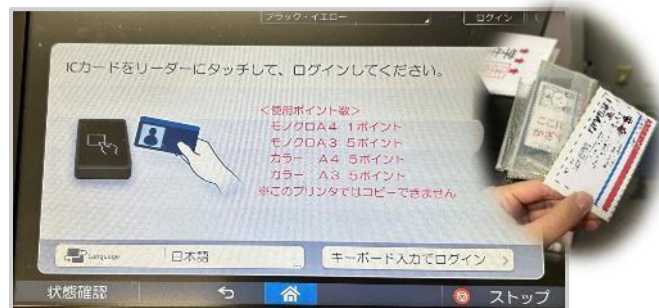 ブラック・イエロー
ログイン
ICカードをリーダーにタッチして、ログインしてください。
＜使用ポイント数＞
モノクロA4 1ポイント
モノクロA3 5ポイント
カラー A4 5ポイント
カラー A3 5ポイント
※このプリンタではコピーできません
Language
日本語
キーボード入力でログイン
状態確認
ストップ
ここに
かざす